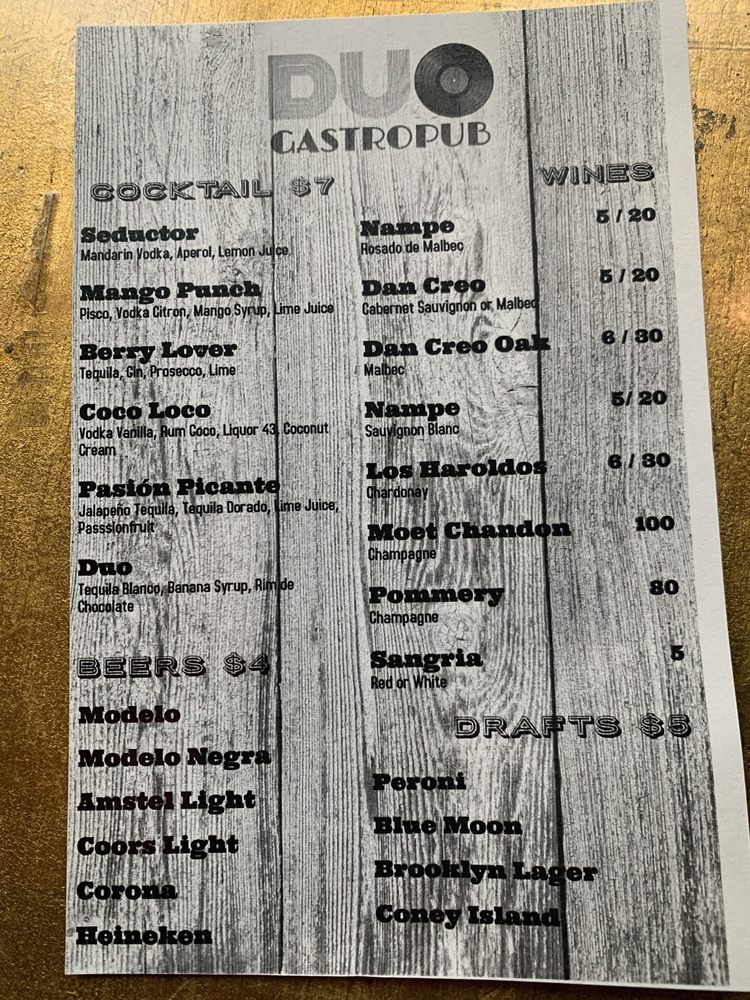 DUO
GASTROPUB
COCKTAIL $7
Seductor
Mandarin Vodka, Aperol, Lemon Juice
Mango Punch
Pisco, Vodka Citron, Mango Syrup, Lime Juice
Berry Lover
Tequila, Gin, Prosecco, Lime
Coco Loco
Vodka Vanilla, Rum Coco, Liquor 43, Coconut
Cream
Pasión Picante
Jalapeño Tequila, Tequila Dorado, Lime Juice,
Passsionfruit
Duo
Tequila Blanco, Banana Syrup, Rim de
Chocolate
BEERS $4
Modelo
Modelo Negra
Amstel Light
Coors Light
Corona
Heineken
WINES
Nampe 5 / 20
Rosado de Malbec
Dan Creo 5 / 20
Cabernet Sauvignon or Malbec
Dan Creo Oak 6 / 30
Malbec
Nampe 5/ 20
Sauvignon Blanc
Los Haroldos 6 / 30
Chardonay
Moet Chandon 100
Champagne
Pommery 80
Champagne
Sangria 5
Red or White
DRAFTS $5
Peroni
Blue Moon
Brooklyn Lager
Coney Island